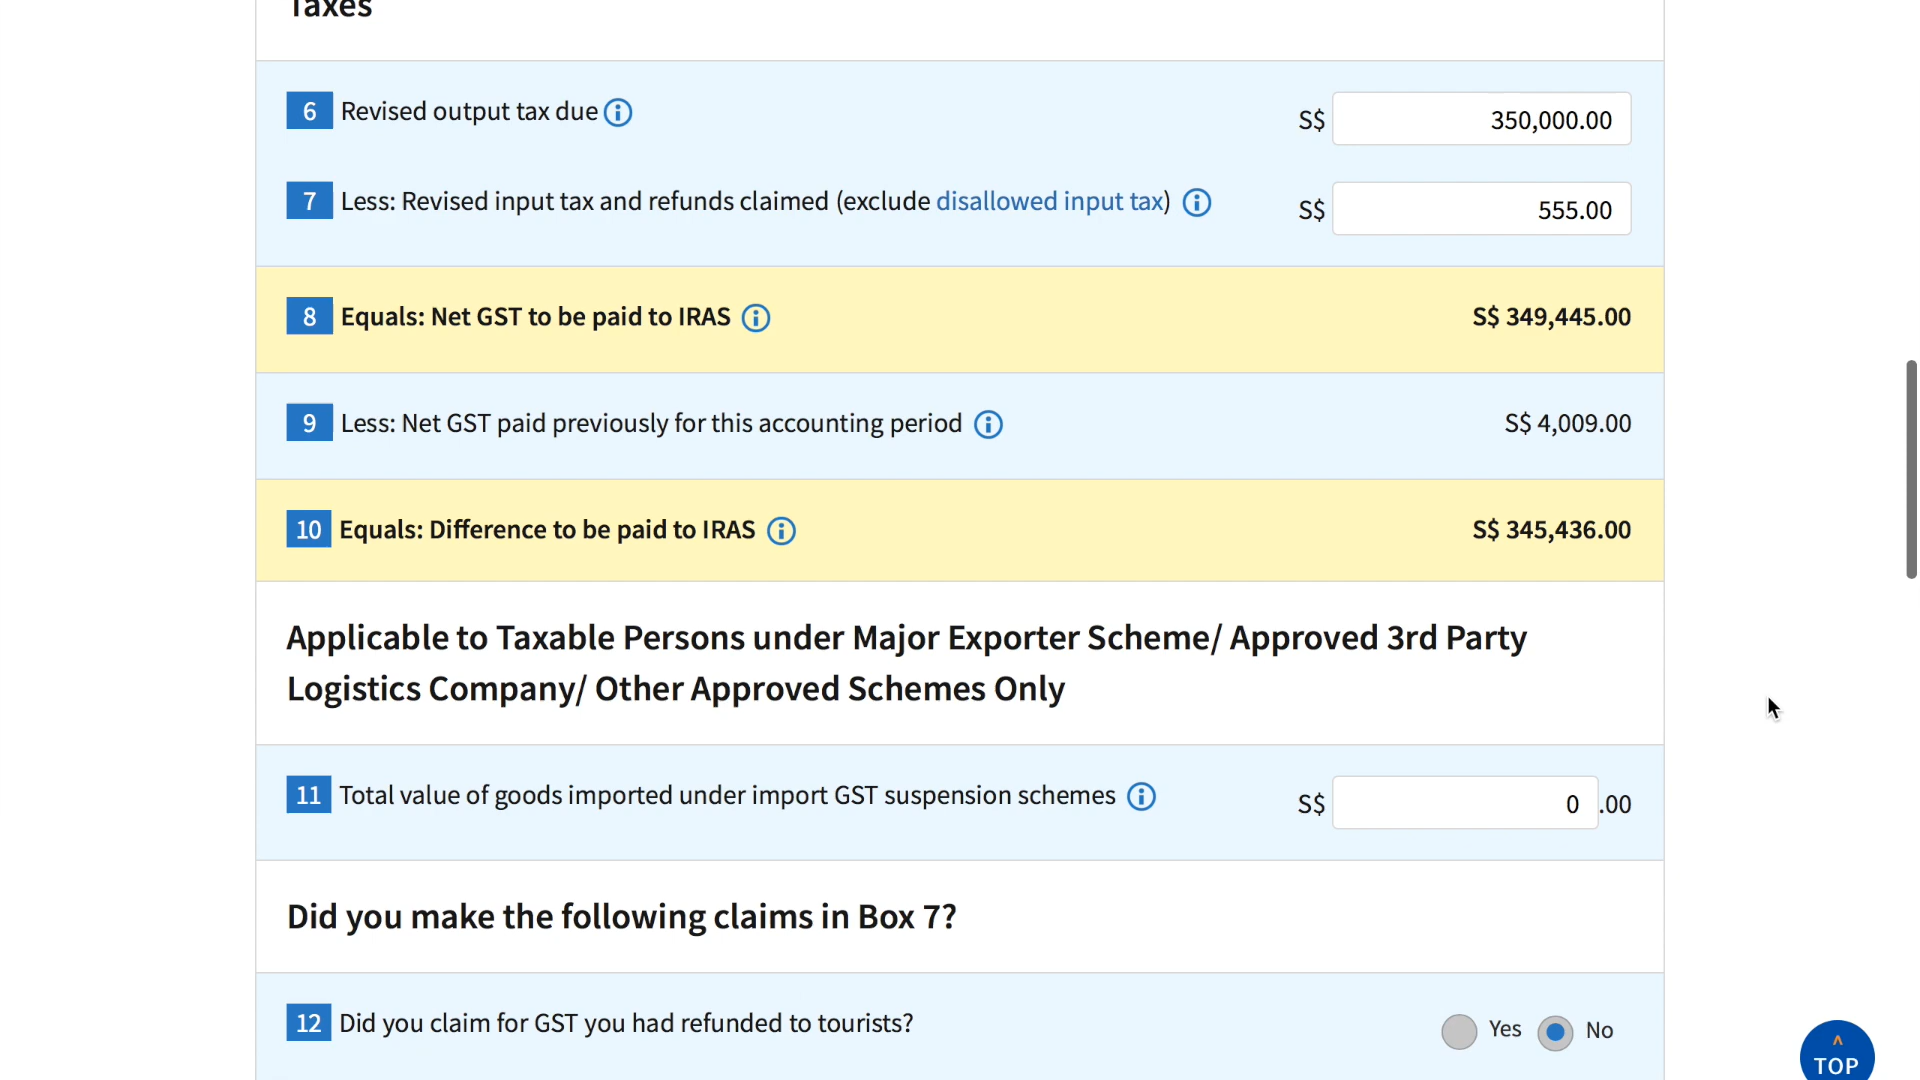 Taxes
6 Revised output tax due S$ 350,000.00
7 Less: Revised input tax and refunds claimed (exclude disallowed input tax) S$ 555.00
8 Equals: Net GST to be paid to IRAS S$ 349,445.00
9 Less: Net GST paid previously for this accounting period S$ 4,009.00
10 Equals: Difference to be paid to IRAS S$ 345,436.00
Applicable to Taxable Persons under Major Exporter Scheme/ Approved 3rd Party
Logistics Company/ Other Approved Schemes Only
11 Total value of goods imported under import GST suspension schemes S$ 0 .00
Did you make the following claims in Box 7?
12 Did you claim for GST you had refunded to tourists? Yes No
TOP